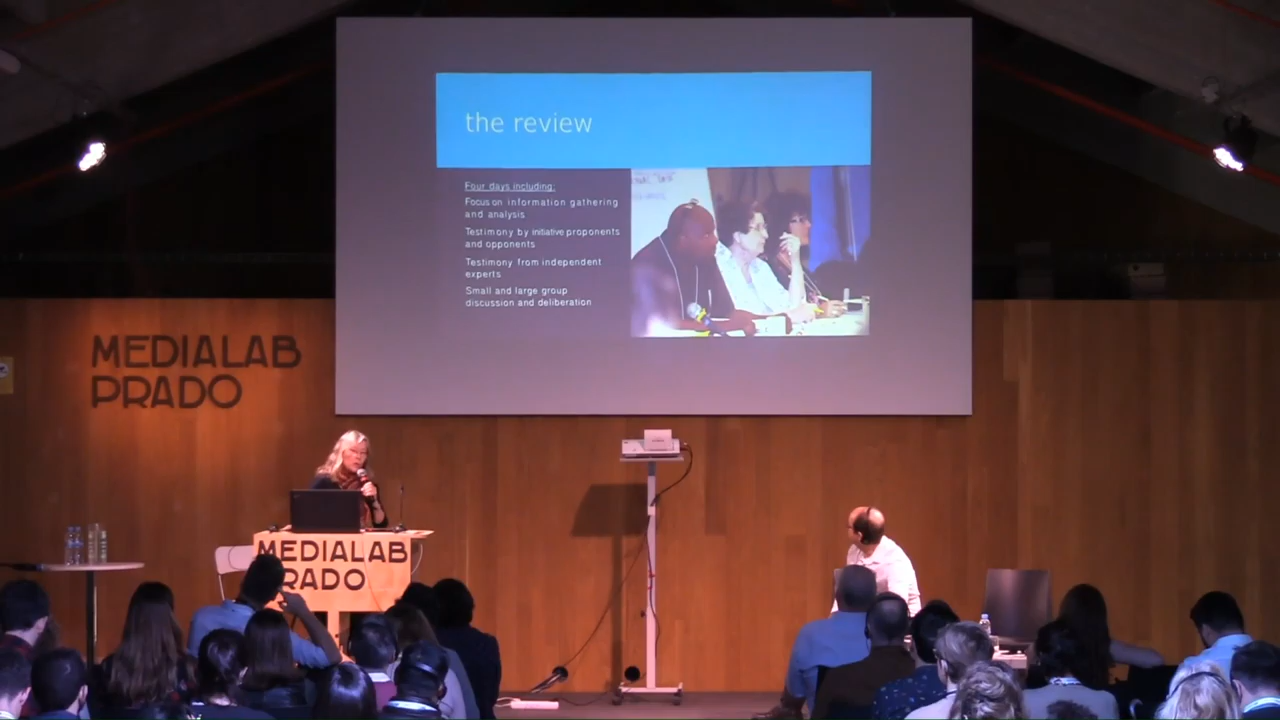 the review
Four days including:
Focus on information gathering
and analysis
Testimony by initiative proponents
and opponents
Testimony from independent
experts
Small and large group
discussion and deliberation
MEDIALAB
PRADO
MEDIALAB
PRADO